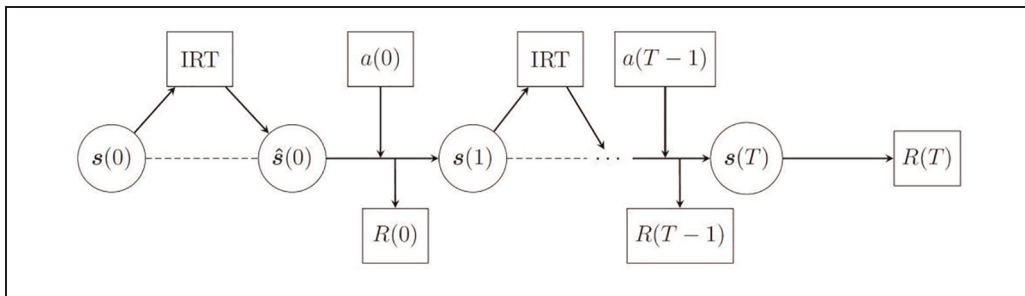 IRT a(0) IRT a(T − 1)
s(0) ŝ(0) s(1) ... s(T) R(T)
R(0) R(T − 1)